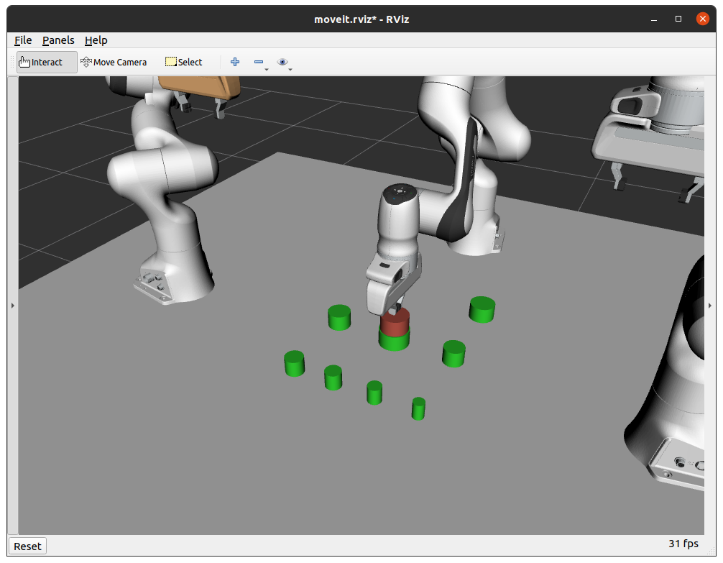 moveit.rviz* - RViz
File Panels Help
Interact Move Camera Select
Reset 31 fps